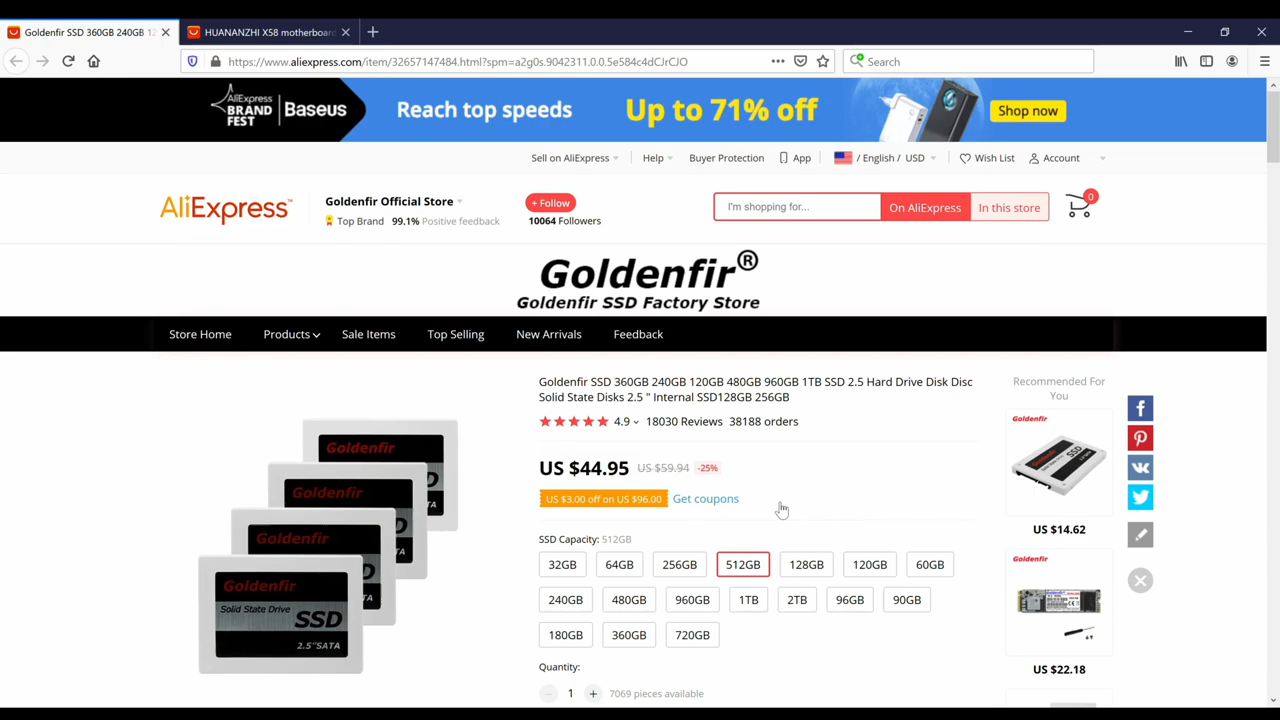 Goldenfir SSD 360GB 240GB 12
HUANANZHI X58 motherboard
https://www.aliexpress.com/item/32657147484.html?spm=a2g0s.9042311.0.0.5e584c4dCJrCJO
Search
AliExpress
BRAND
FEST
Baseus
Reach top speeds
Up to 71% off
Shop now
Sell on AliExpress
Help
Buyer Protection
App
/ English / USD
Wish List
Account
AliExpress
Goldenfir Official Store
Top Brand 99.1% Positive feedback
+ Follow
10064 Followers
I'm shopping for...
On AliExpress
In this store
0
Goldenfir®
Goldenfir SSD Factory Store
Store Home
Products
Sale Items
Top Selling
New Arrivals
Feedback
Goldenfir SSD 360GB 240GB 120GB 480GB 960GB 1TB SSD 2.5 Hard Drive Disk Disc
Solid State Disks 2.5 " Internal SSD128GB 256GB
4.9 18030 Reviews 38188 orders
US $44.95 US $59.94 -25%
US $3.00 off on US $96.00 Get coupons
SSD Capacity: 512GB
32GB 64GB 256GB 512GB 128GB 120GB 60GB
240GB 480GB 960GB 1TB 2TB 96GB 90GB
180GB 360GB 720GB
Quantity:
1 + 7069 pieces available
Goldenfir
Goldenfir
Goldenfir
Goldenfir
Solid State Drive
SSD
2.5"SATA
Recommended For
You
Goldenfir
SSD
US $14.62
Goldenfir
US $22.18